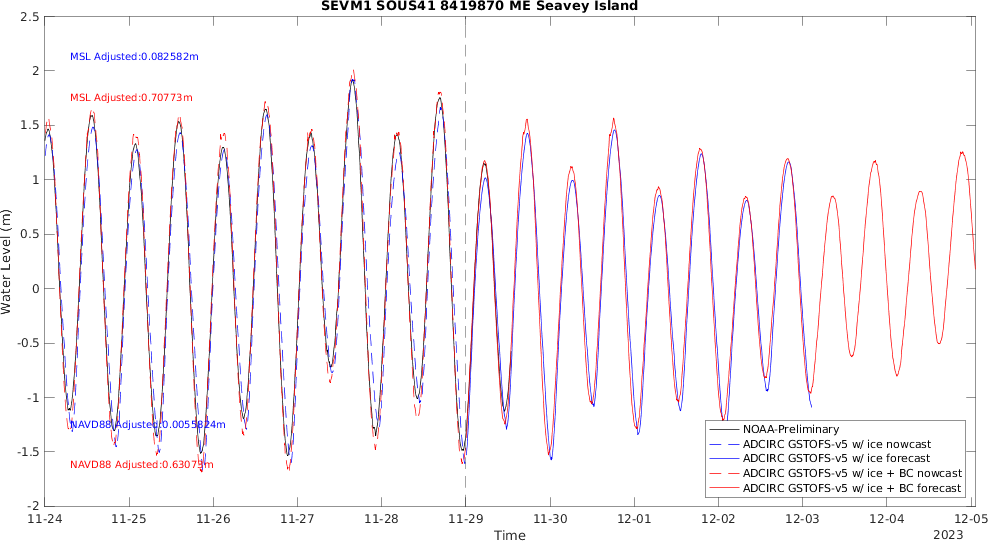 SEVM1 SOUS41 8419870 ME Seavey Island
2.5
2
1.5
1
0.5
0
-0.5
-1
-1.5
-2
Water Level (m)
MSL Adjusted:0.082582m
MSL Adjusted:0.70773m
NAVD88 Adjusted:0.0055824m
NAVD88 Adjusted:0.63073m
NOAA-Preliminary
ADCIRC GSTOFS-v5 w/ ice nowcast
ADCIRC GSTOFS-v5 w/ ice forecast
ADCIRC GSTOFS-v5 w/ ice + BC nowcast
ADCIRC GSTOFS-v5 w/ ice + BC forecast
11-24 11-25 11-26 11-27 11-28 11-29 11-30 12-01 12-02 12-03 12-04 12-05
Time
2023